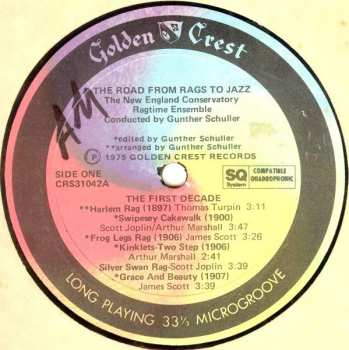 Golden Crest
AM
THE ROAD FROM RAGS TO JAZZ
The New England Conservatory
Ragtime Ensemble
Conducted by Gunther Schuller
*edited by Gunther Schuller
**arranged by Gunther Schuller
℗ 1975 GOLDEN CREST RECORDS
SIDE ONE
CRS31042A
SQ
System
COMPATIBLE
QUADROPHONIC
THE FIRST DECADE
**Harlem Rag (1897) Thomas Turpin 3:11
*Swipesey Cakewalk (1900)
Scott Joplin/Arthur Marshall 3:47
*Frog Legs Rag (1906) James Scott 3:26
*Kinklets-Two Step (1906)
Arthur Marshall 2:41
Silver Swan Rag-Scott Joplin 3:39
*Grace And Beauty (1907)
James Scott 3:39
LONG PLAYING 33⅓ MICROGROOVE